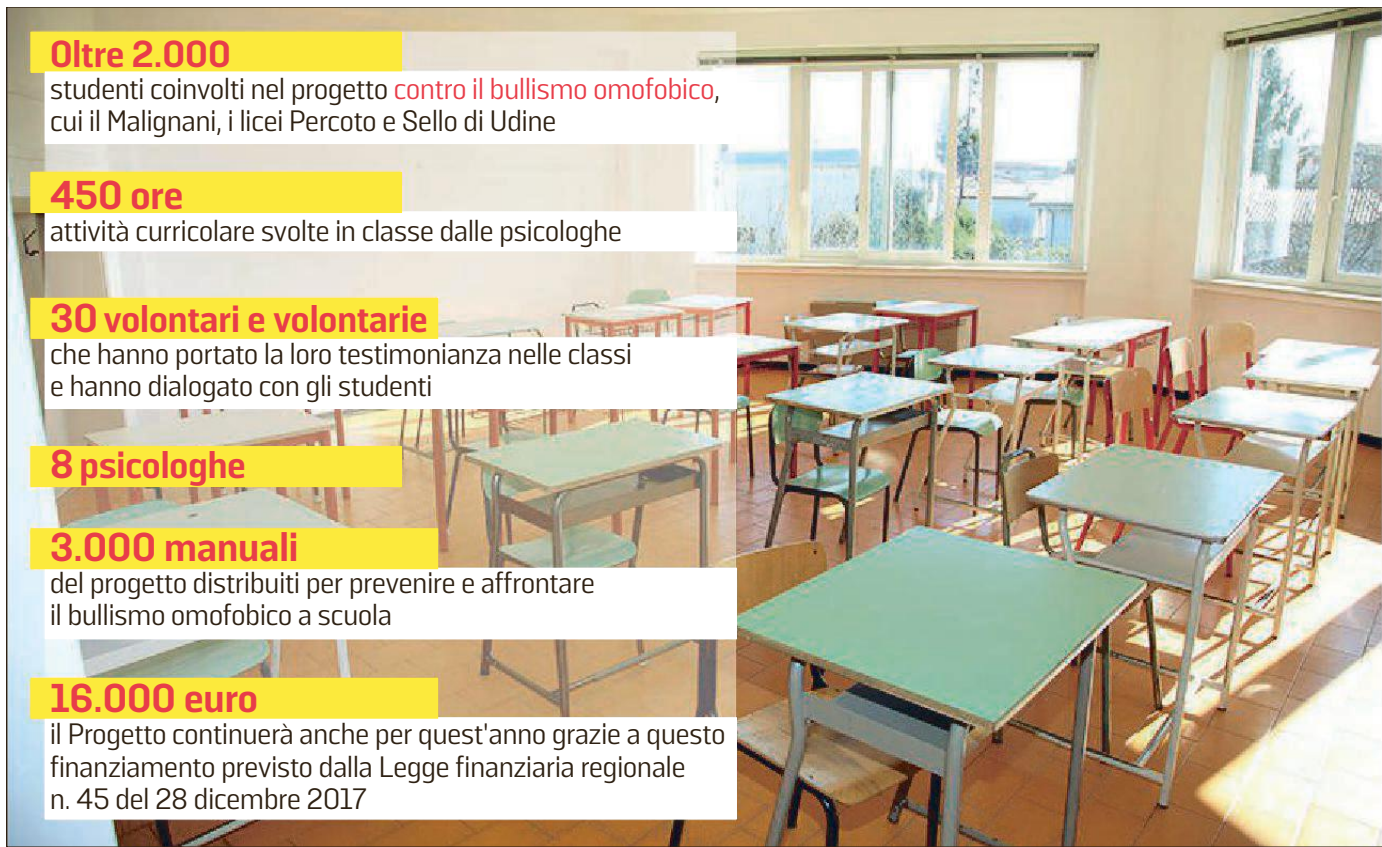 Oltre 2.000
studenti coinvolti nel progetto contro il bullismo omofobico,
cui il Malignani, i licei Percoto e Sello di Udine
450 ore
attività curricolare svolte in classe dalle psicologhe
30 volontari e volontarie
che hanno portato la loro testimonianza nelle classi
e hanno dialogato con gli studenti
8 psicologhe
3.000 manuali
del progetto distribuiti per prevenire e affrontare
il bullismo omofobico a scuola
16.000 euro
il Progetto continuerà anche per quest'anno grazie a questo
finanziamento previsto dalla Legge finanziaria regionale
n. 45 del 28 dicembre 2017